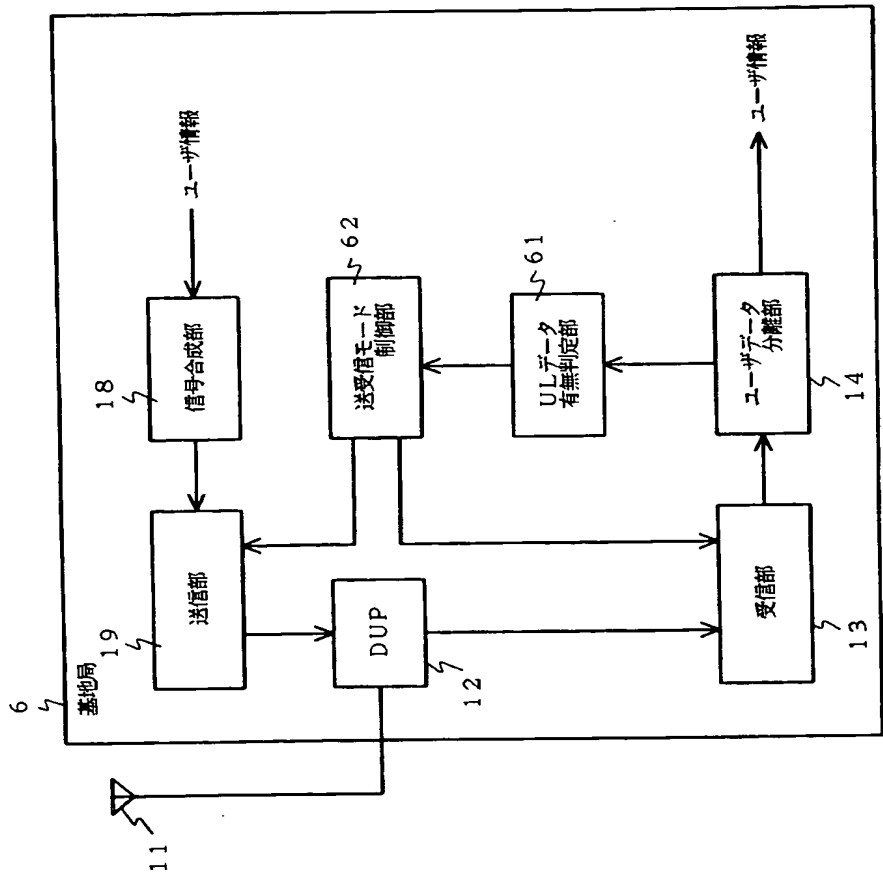 6
基地局
11
19
送信部
18
信号合成部
ユーザ情報
DUP
12
62
送受信モード
制御部
61
ULデータ
有無判定部
受信部
13
ユーザデータ
分離部
14
ユーザ情報